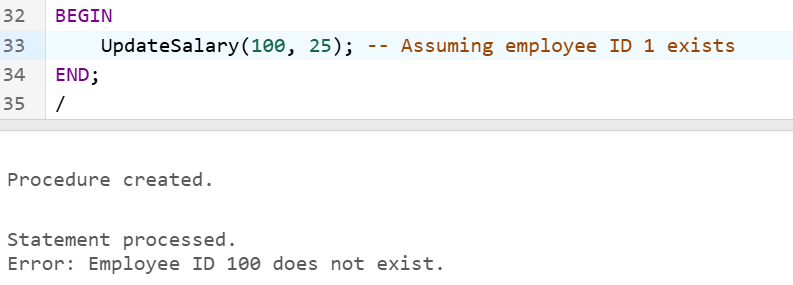 32 BEGIN
33     UpdateSalary(100, 25); -- Assuming employee ID 1 exists
34 END;
35 /
Procedure created.
Statement processed.
Error: Employee ID 100 does not exist.